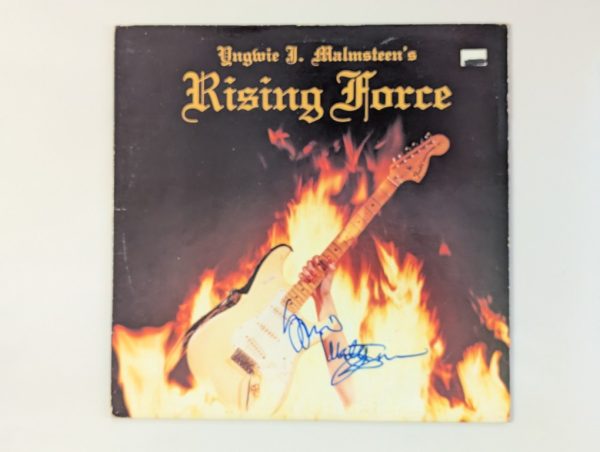 Yngwie J. Malmsteen's
Rising Force